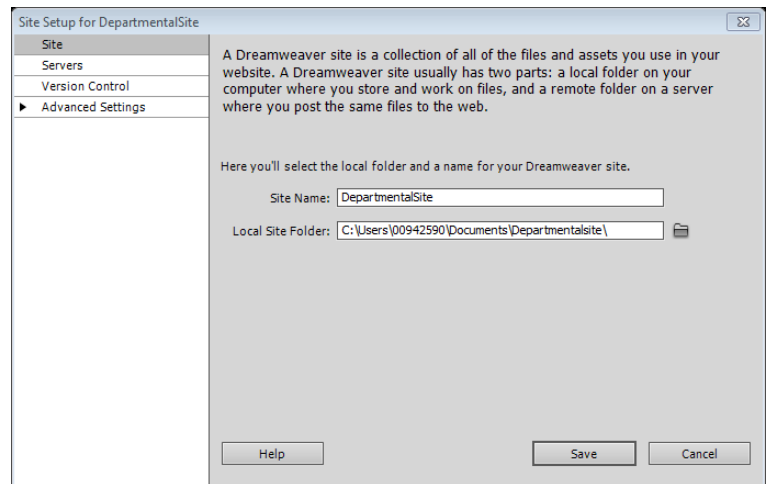 Site Setup for DepartmentalSite
Site
Servers
Version Control
Advanced Settings
A Dreamweaver site is a collection of all of the files and assets you use in your
website. A Dreamweaver site usually has two parts: a local folder on your
computer where you store and work on files, and a remote folder on a server
where you post the same files to the web.
Here you'll select the local folder and a name for your Dreamweaver site.
Site Name: DepartmentalSite
Local Site Folder: C:\Users\00942590\Documents\Departmentalsite\
Help Save Cancel